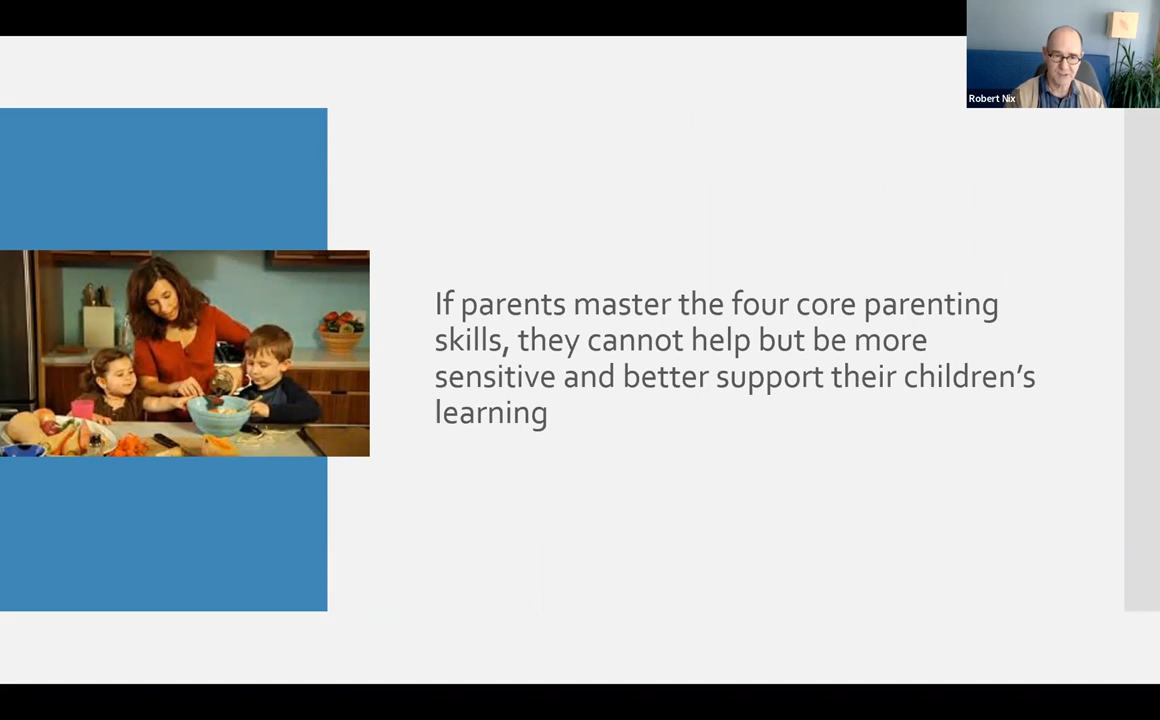 Robert Nix
If parents master the four core parenting
skills, they cannot help but be more
sensitive and better support their children’s
learning